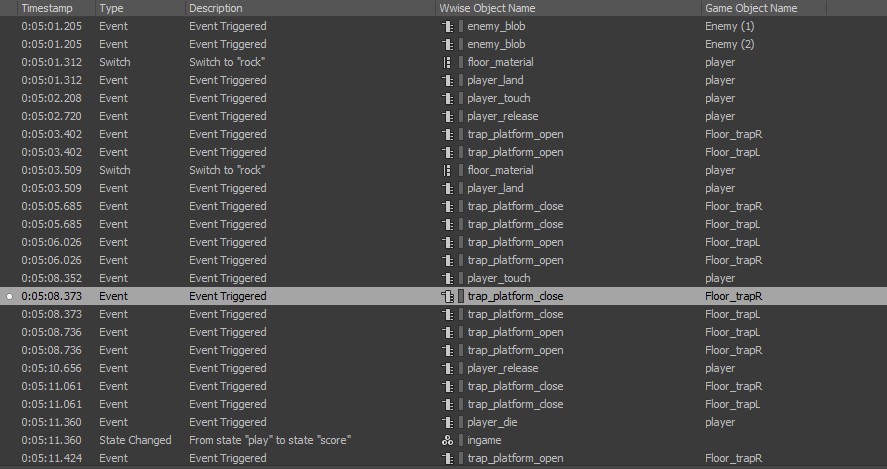 Timestamp Type Description Wwise Object Name Game Object Name
0:05:01.205 Event Event Triggered enemy_blob Enemy (1)
0:05:01.205 Event Event Triggered enemy_blob Enemy (2)
0:05:01.312 Switch Switch to "rock" floor_material player
0:05:01.312 Event Event Triggered player_land player
0:05:02.208 Event Event Triggered player_touch player
0:05:02.720 Event Event Triggered player_release player
0:05:03.402 Event Event Triggered trap_platform_open Floor_trapR
0:05:03.402 Event Event Triggered trap_platform_open Floor_trapL
0:05:03.509 Switch Switch to "rock" floor_material player
0:05:03.509 Event Event Triggered player_land player
0:05:05.685 Event Event Triggered trap_platform_close Floor_trapR
0:05:05.685 Event Event Triggered trap_platform_close Floor_trapL
0:05:06.026 Event Event Triggered trap_platform_open Floor_trapL
0:05:06.026 Event Event Triggered trap_platform_open Floor_trapR
0:05:08.352 Event Event Triggered player_touch player
0:05:08.373 Event Event Triggered trap_platform_close Floor_trapR
0:05:08.373 Event Event Triggered trap_platform_close Floor_trapL
0:05:08.736 Event Event Triggered trap_platform_open Floor_trapL
0:05:08.736 Event Event Triggered trap_platform_open Floor_trapR
0:05:10.656 Event Event Triggered player_release player
0:05:11.061 Event Event Triggered trap_platform_close Floor_trapR
0:05:11.061 Event Event Triggered trap_platform_close Floor_trapL
0:05:11.360 Event Event Triggered player_die player
0:05:11.360 State Changed From state "play" to state "score" ingame
0:05:11.424 Event Event Triggered trap_platform_open Floor_trapR